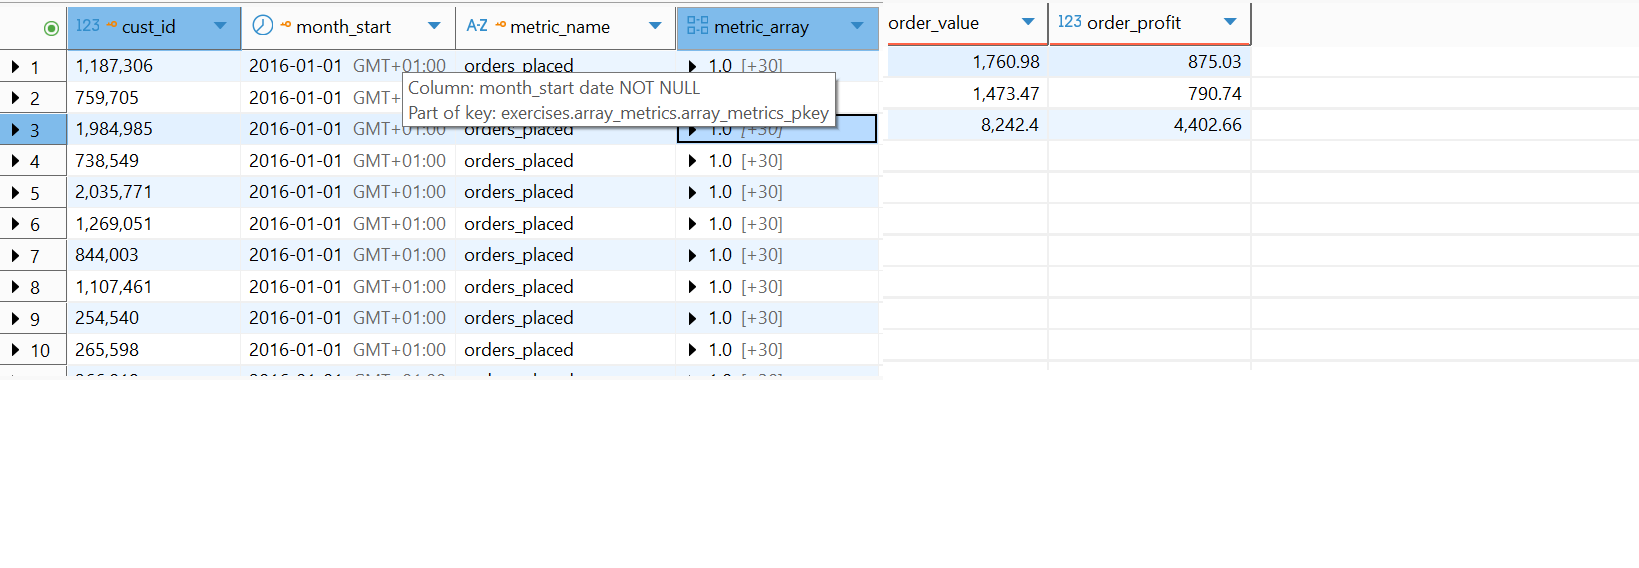 123 cust_id month_start A-Z metric_name metric_array order_value 123 order_profit
1 1,187,306 2016-01-01 GMT+01:00 orders_placed 1.0 [+30] 1,760.98 875.03
Column: month_start date NOT NULL
2 759,705 2016-01-01 GMT+ 1,473.47 790.74
Part of key: exercises.array_metrics.array_metrics_pkey
3 1,984,985 2016-01-01 GMT+01:00 orders_placed 1.0 [+30] 8,242.4 4,402.66
4 738,549 2016-01-01 GMT+01:00 orders_placed 1.0 [+30]
5 2,035,771 2016-01-01 GMT+01:00 orders_placed 1.0 [+30]
6 1,269,051 2016-01-01 GMT+01:00 orders_placed 1.0 [+30]
7 844,003 2016-01-01 GMT+01:00 orders_placed 1.0 [+30]
8 1,107,461 2016-01-01 GMT+01:00 orders_placed 1.0 [+30]
9 254,540 2016-01-01 GMT+01:00 orders_placed 1.0 [+30]
10 265,598 2016-01-01 GMT+01:00 orders_placed 1.0 [+30]